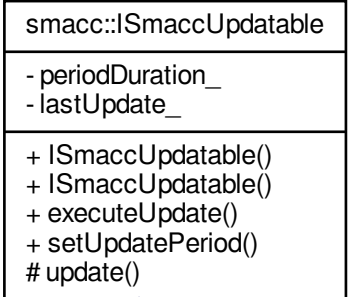 smacc::ISmaccUpdatable
- periodDuration_
- lastUpdate_
+ ISmaccUpdatable()
+ ISmaccUpdatable()
+ executeUpdate()
+ setUpdatePeriod()
# update()